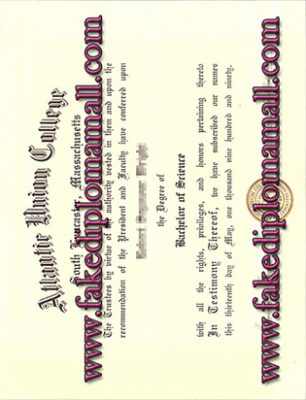 Atlantic Union College
South Lancaster, Massachusetts
www.fakediplomamall.com
The Trustees by virtue of the authority vested in them and upon the
recommendation of the President and Faculty have conferred upon
the Degree of
Bachelor of Science
with all the rights, privileges, and honors pertaining thereto
In Testimony Thereof, we have subscribed our names
this thirteenth day of May, one thousand nine hundred and ninety-
www.fakediplomamall.com